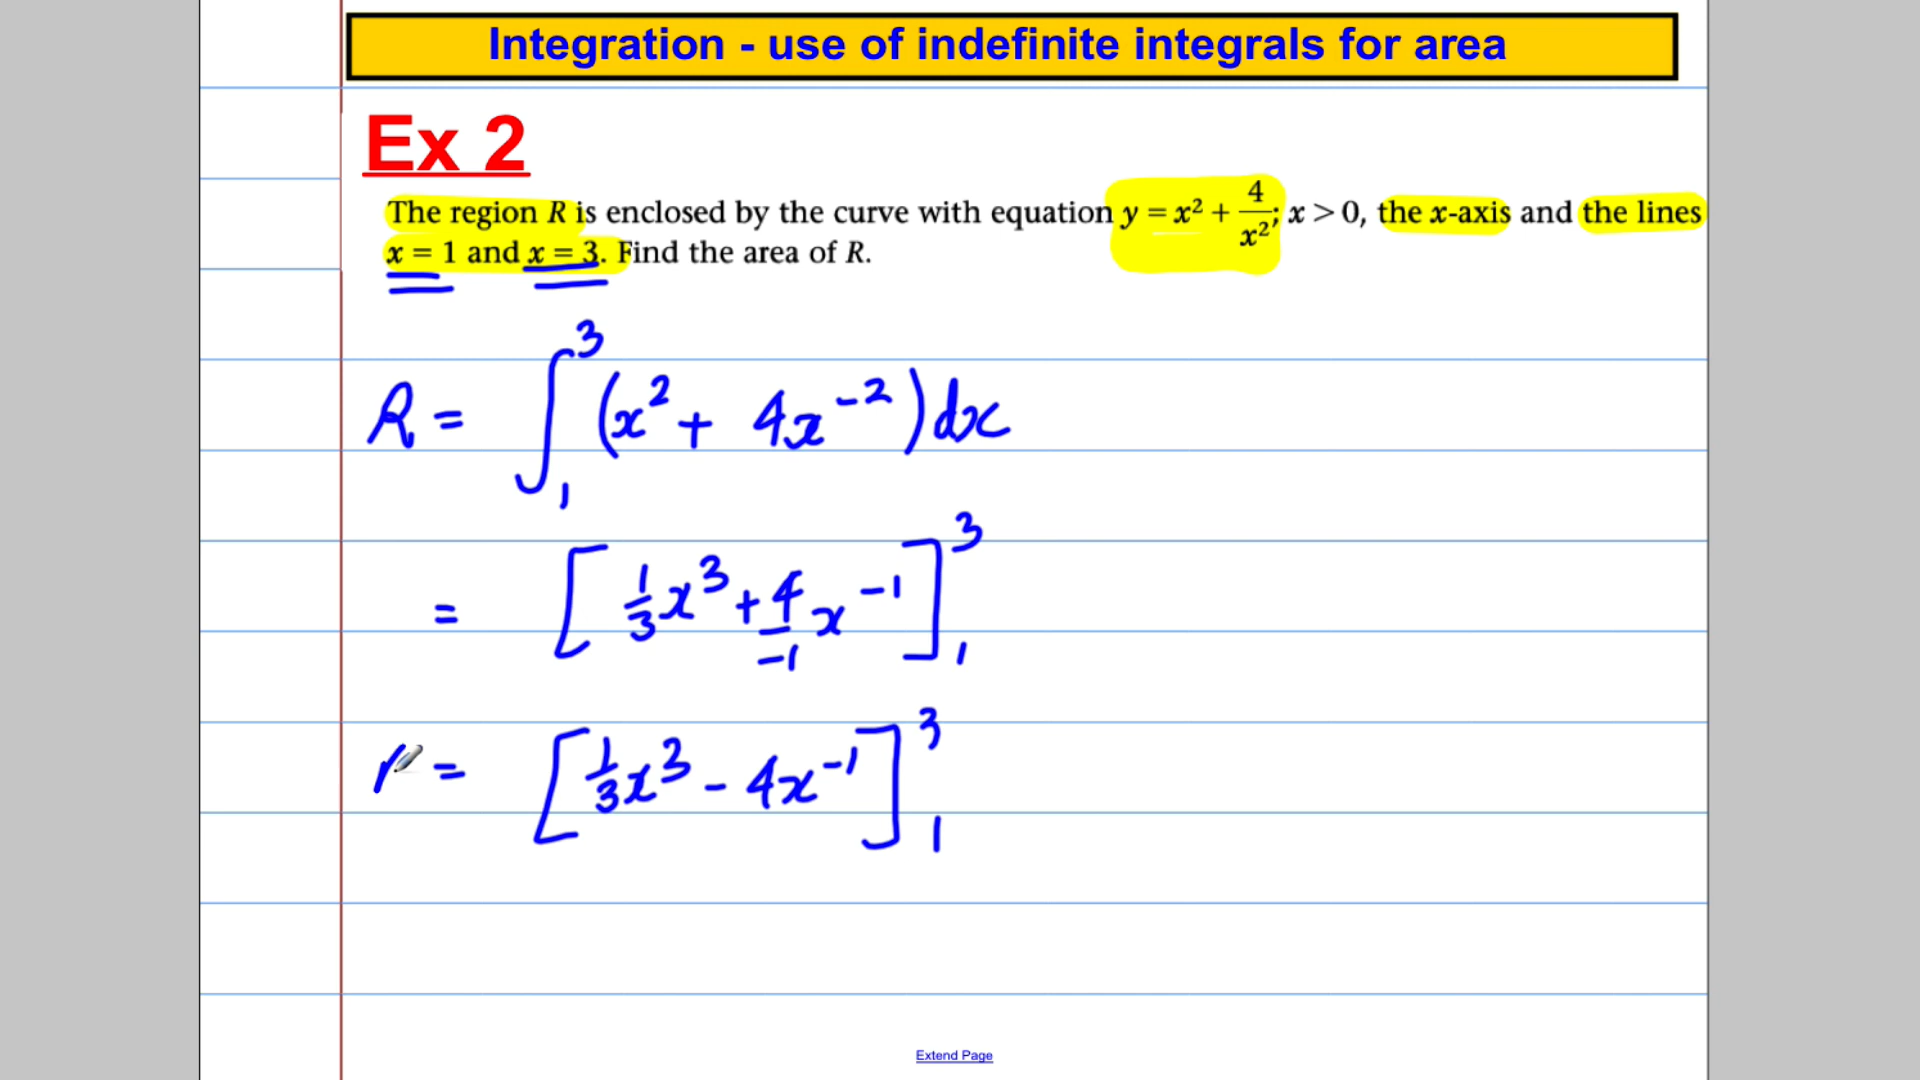 Integration - use of indefinite integrals for area
Ex 2
The region R is enclosed by the curve with equation y = x² + 4/x²; x > 0, the x-axis and the lines
x = 1 and x = 3. Find the area of R.
R = ∫₁³ (x² + 4x⁻²) dx
= [1/3 x³ + 4/-1 x⁻¹]₁³
= [1/3 x³ - 4x⁻¹]₁³
Extend Page